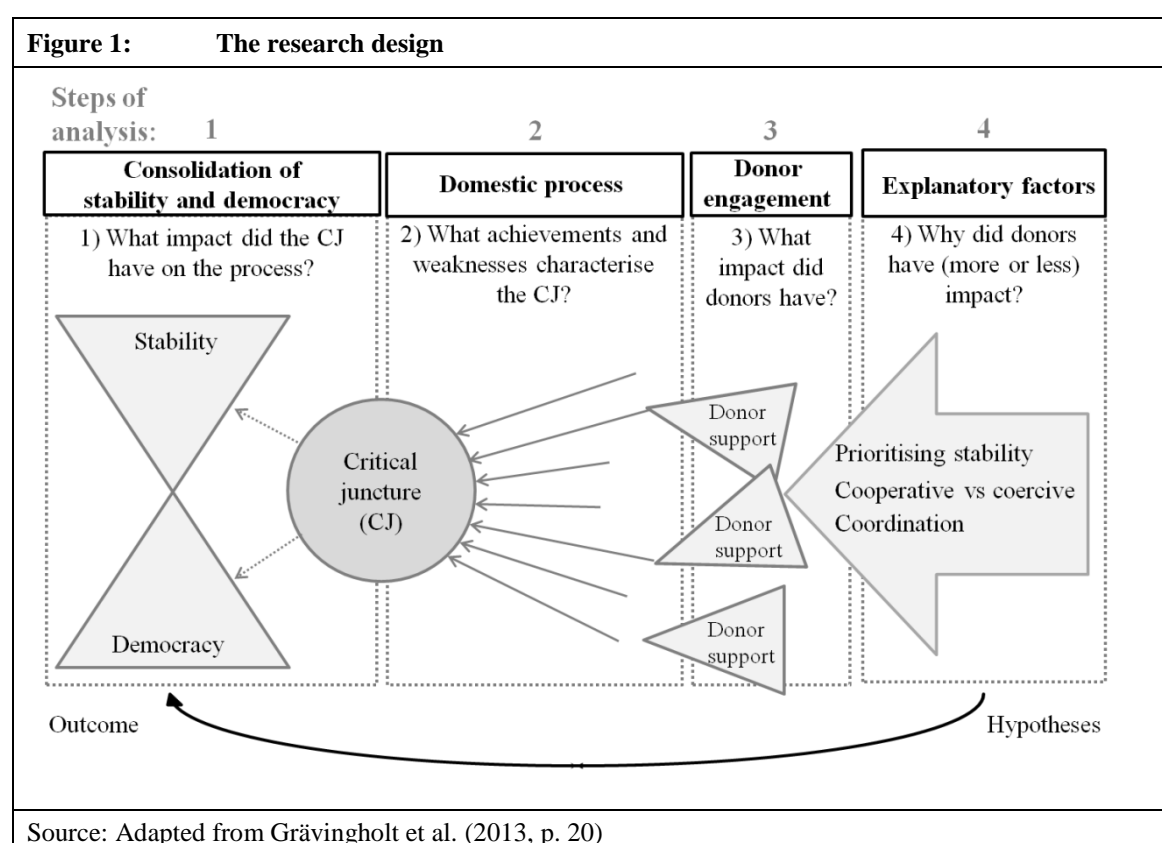 Figure 1: The research design
Steps of
analysis: 1 2 3 4
Consolidation of
stability and democracy
Domestic process
Donor
engagement
Explanatory factors
1) What impact did the CJ
have on the process?
2) What achievements and
weaknesses characterise
the CJ?
3) What
impact did
donors have?
4) Why did donors
have (more or less)
impact?
Stability
Democracy
Critical
juncture
(CJ)
Donor
support
Donor
support
Donor
support
Prioritising stability
Cooperative vs coercive
Coordination
Outcome
Hypotheses
Source: Adapted from Grävingholt et al. (2013, p. 20)